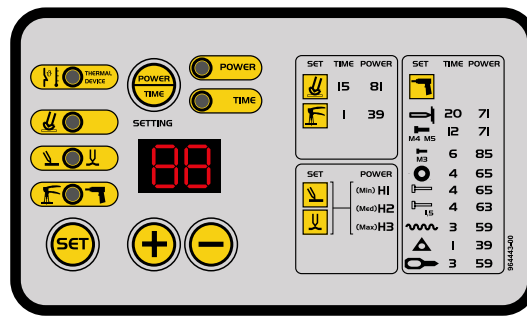 THERMAL DEVICE
POWER
TIME
POWER
TIME
SETTING
88
SET
+
−
SET TIME POWER
15 81
1 39
SET POWER
(Min) H1
(Med) H2
(Max) H3
SET TIME POWER
20 71
M4 M5 12 71
M3 6 85
4 65
4 65
1,5 4 63
3 59
1 39
3 59
964443-00